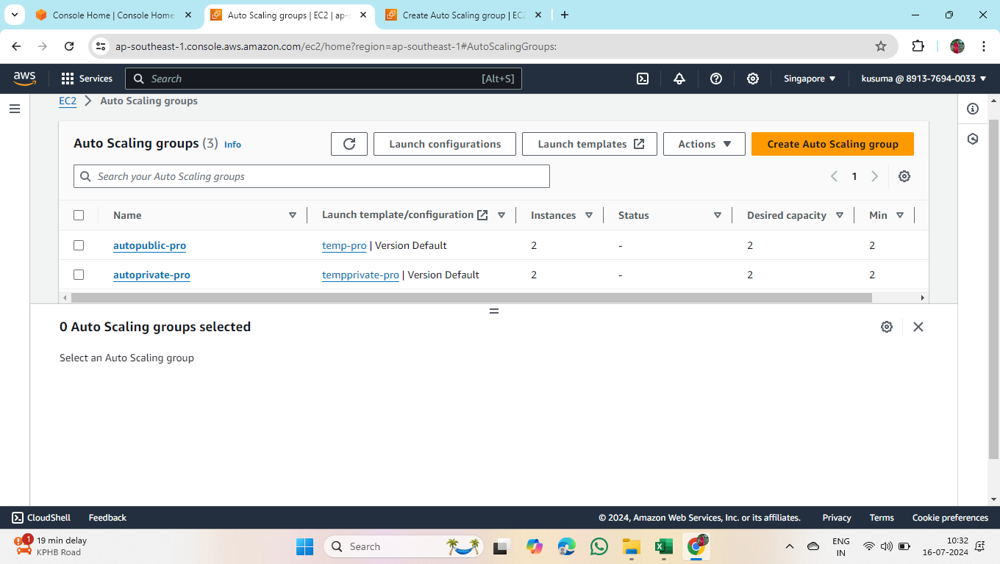 Console Home | Console Home
Auto Scaling groups | EC2 | ap-s
Create Auto Scaling group | EC2
ap-southeast-1.console.aws.amazon.com/ec2/home?region=ap-southeast-1#AutoScalingGroups:
aws
Services
Search
[Alt+S]
Singapore
kusuma @ 8913-7694-0033
EC2
Auto Scaling groups
Auto Scaling groups (3) Info
Launch configurations
Launch templates
Actions
Create Auto Scaling group
Search your Auto Scaling groups
1
Name
Launch template/configuration
Instances
Status
Desired capacity
Min
autopublic-pro
temp-pro | Version Default
2
-
2
2
autoprivate-pro
tempprivate-pro | Version Default
2
-
2
2
0 Auto Scaling groups selected
Select an Auto Scaling group
CloudShell
Feedback
© 2024, Amazon Web Services, Inc. or its affiliates.
Privacy
Terms
Cookie preferences
1
19 min delay
KPHB Road
Search
ENG
IN
10:32
16-07-2024